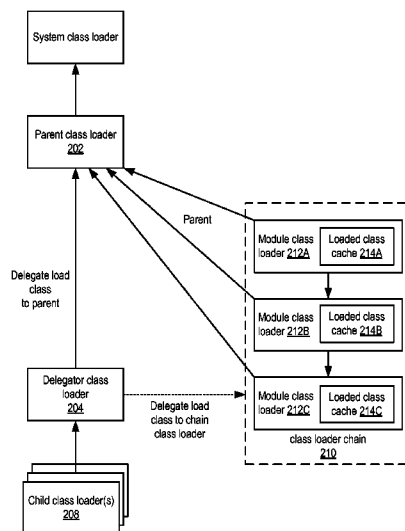 System class loader
Parent class loader
202
Parent
Module class
loader 212A
Loaded class
cache 214A
Delegate load
class
to parent
Module class
loader 212B
Loaded class
cache 214B
Delegator class
loader
204
Delegate load
class to chain
class loader
Module class
loader 212C
Loaded class
cache 214C
class loader chain
210
Child class loader(s)
208